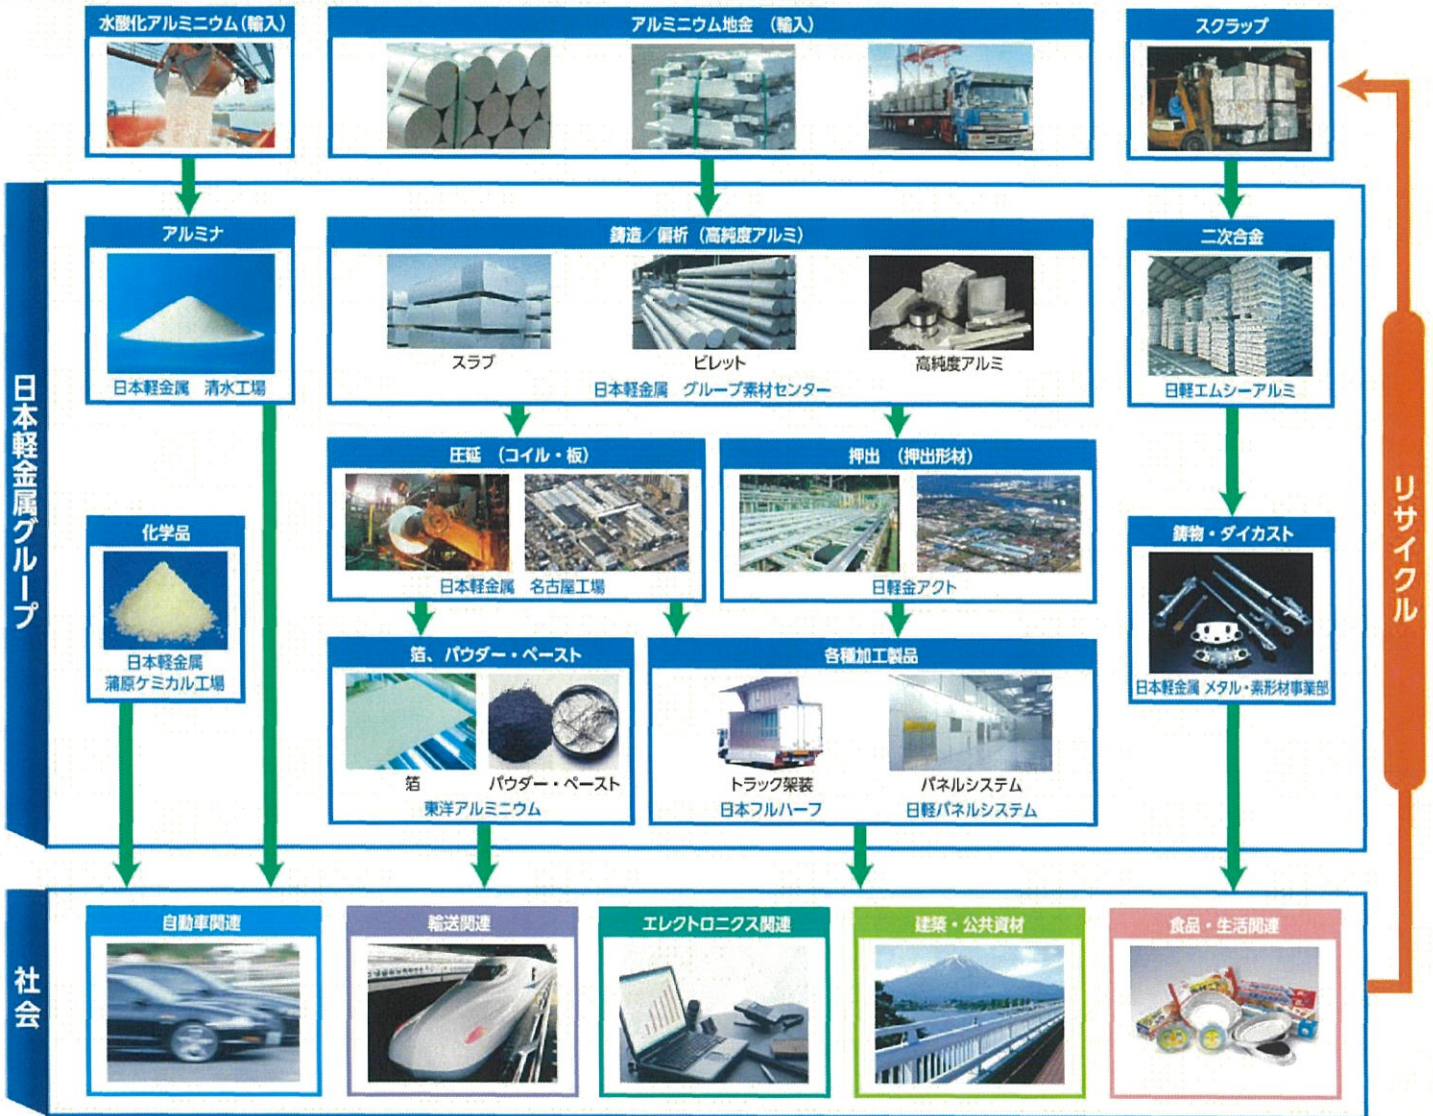 水酸化アルミニウム(輸入)
アルミニウム地金 (輸入)
スクラップ
日本軽金属グループ
アルミナ
日本軽金属 清水工場
鋳造/偏析(高純度アルミ)
スラブ
ビレット
高純度アルミ
日本軽金属 グループ素材センター
二次合金
日軽エムシーアルミ
圧延 (コイル・板)
日本軽金属 名古屋工場
押出 (押出形材)
日軽金アクト
化学品
日本軽金属
蒲原ケミカル工場
鋳物・ダイカスト
日本軽金属 メタル・素形材事業部
箔、パウダー・ペースト
箔
パウダー・ペースト
東洋アルミニウム
各種加工製品
トラック架装
日本フルハーフ
パネルシステム
日軽パネルシステム
リサイクル
社会
自動車関連
輸送関連
エレクトロニクス関連
建築・公共資材
食品・生活関連